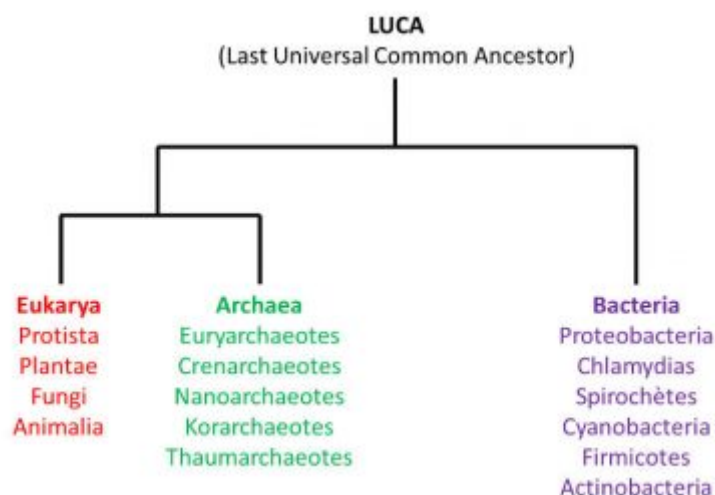 LUCA
(Last Universal Common Ancestor)
Eukarya
Protista
Plantae
Fungi
Animalia
Archaea
Euryarchaeotes
Crenarchaeotes
Nanoarchaeotes
Korarchaeotes
Thaumarchaeotes
Bacteria
Proteobacteria
Chlamydias
Spirochètes
Cyanobacteria
Firmicotes
Actinobacteria